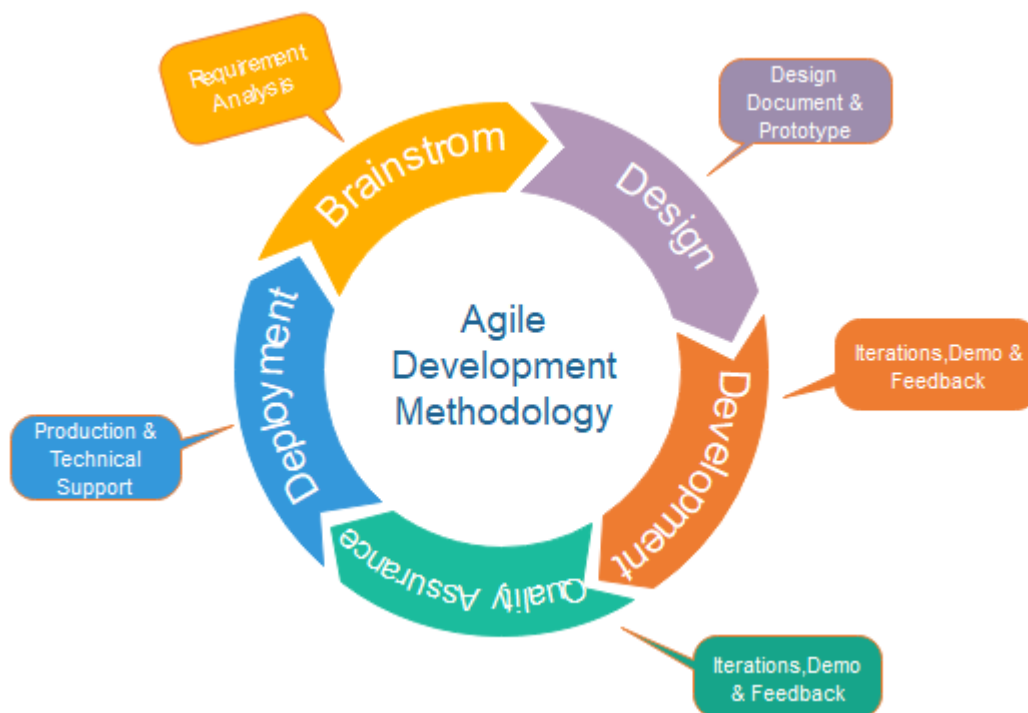 Requirement
Analysis
Brainstrom
Design
Document &
Prototype
Design
Iterations,Demo &
Feedback
Development
Iterations,Demo
& Feedback
Quality Assurance
Production &
Technical
Support
Deployment
Agile
Development
Methodology